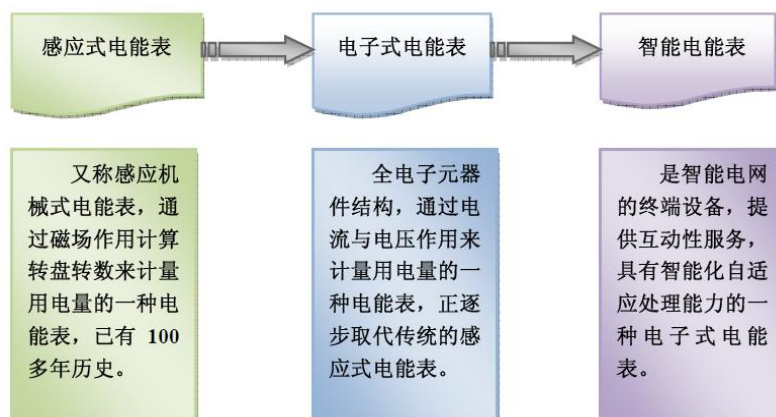 感应式电能表
电子式电能表
智能电能表
又称感应机
械式电能表，通
过磁场作用计算
转盘转数来计量
用电量的一种电
能表，已有 100
多年历史。
全电子元器
件结构，通过电
流与电压作用来
计量用电量的一
种电能表，正逐
步取代传统的感
应式电能表。
是智能电网
的终端设备，提
供互动性服务，
具有智能化自适
应处理能力的一
种电子式电能
表。